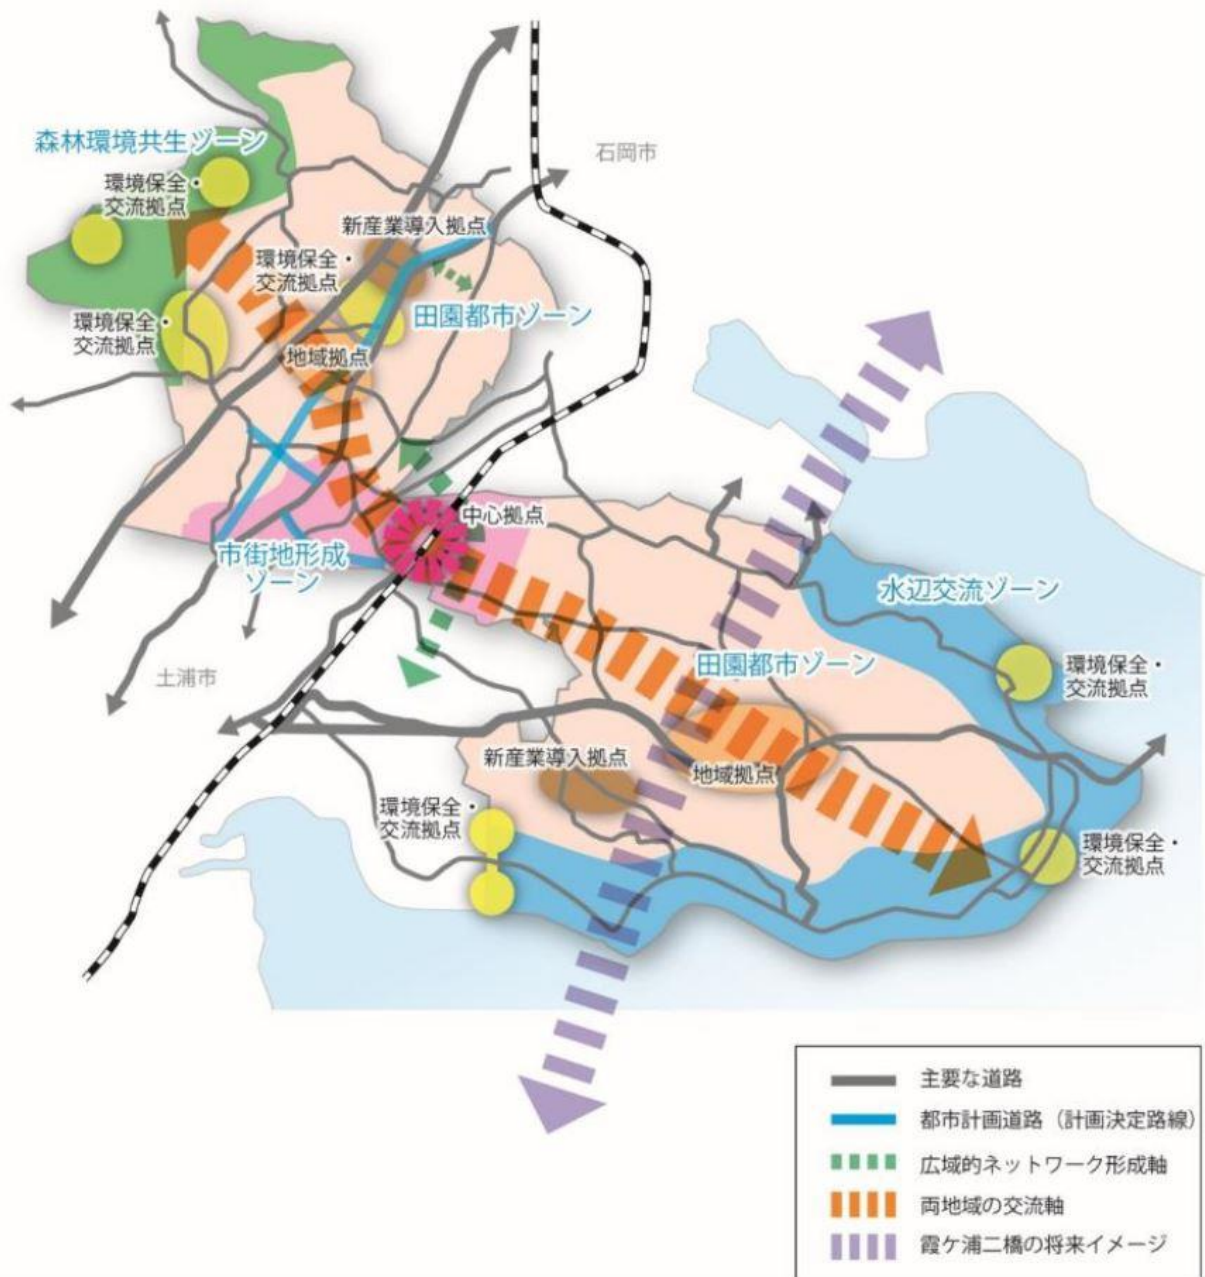 森林環境共生ゾーン
石岡市
環境保全・
交流拠点
新産業導入拠点
環境保全・
交流拠点
環境保全・
交流拠点
田園都市ゾーン
地域拠点
中心拠点
市街地形成
ゾーン
水辺交流ゾーン
土浦市
田園都市ゾーン
環境保全・
交流拠点
新産業導入拠点
地域拠点
環境保全・
交流拠点
環境保全・
交流拠点
主要な道路
都市計画道路（計画決定路線）
広域的ネットワーク形成軸
両地域の交流軸
霞ケ浦二橋の将来イメージ